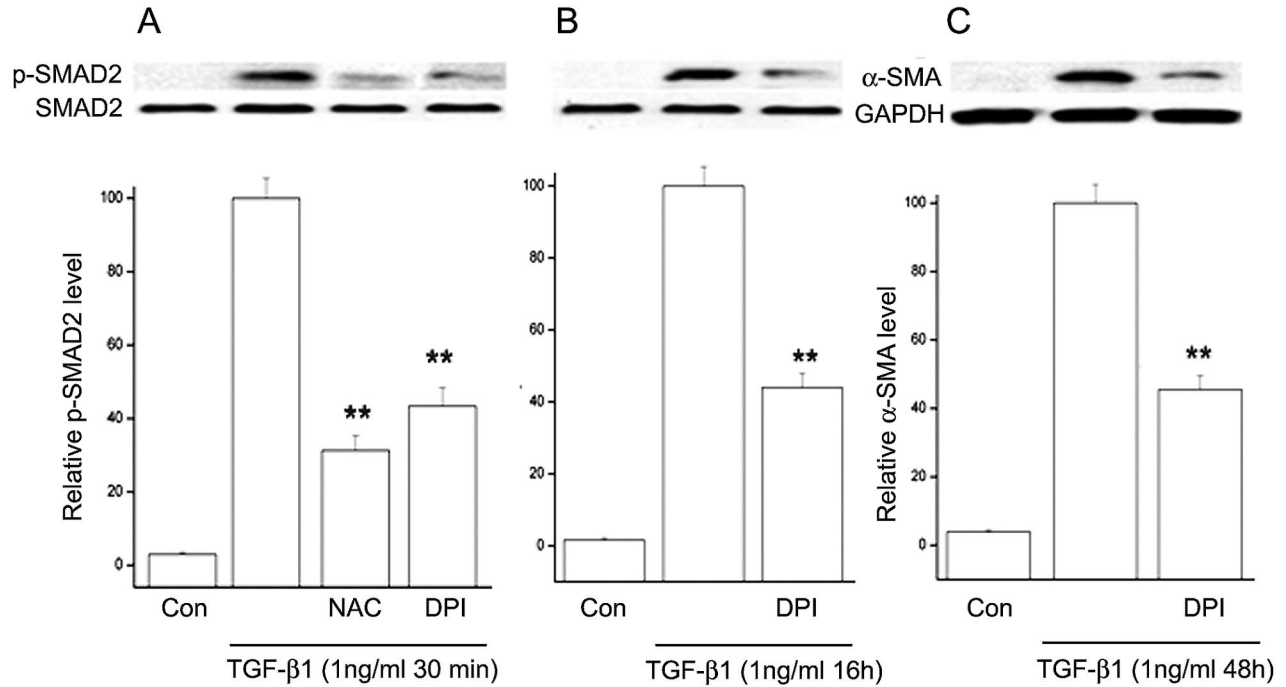 A
B
C
p-SMAD2
SMAD2
α-SMA
GAPDH
Relative p-SMAD2 level
100
80
60
40
20
0
**
**
Con
NAC
DPI
TGF-β1 (1ng/ml 30 min)
100
80
60
40
20
0
**
Con
DPI
TGF-β1 (1ng/ml 16h)
Relative α-SMA level
100
80
60
40
20
0
**
Con
DPI
TGF-β1 (1ng/ml 48h)